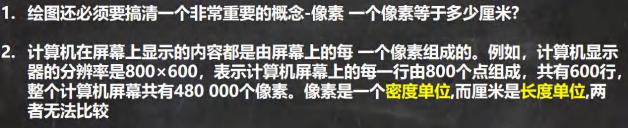 1. 绘图还必须要搞清一个非常重要的概念-像素 一个像素等于多少厘米?
2. 计算机在屏幕上显示的内容都是由屏幕上的每 一个像素组成的。例如，计算机显示
器的分辨率是800×600，表示计算机屏幕上的每一行由800个点组成，共有600行，
整个计算机屏幕共有480 000个像素。像素是一个密度单位,而厘米是长度单位,两
者无法比较